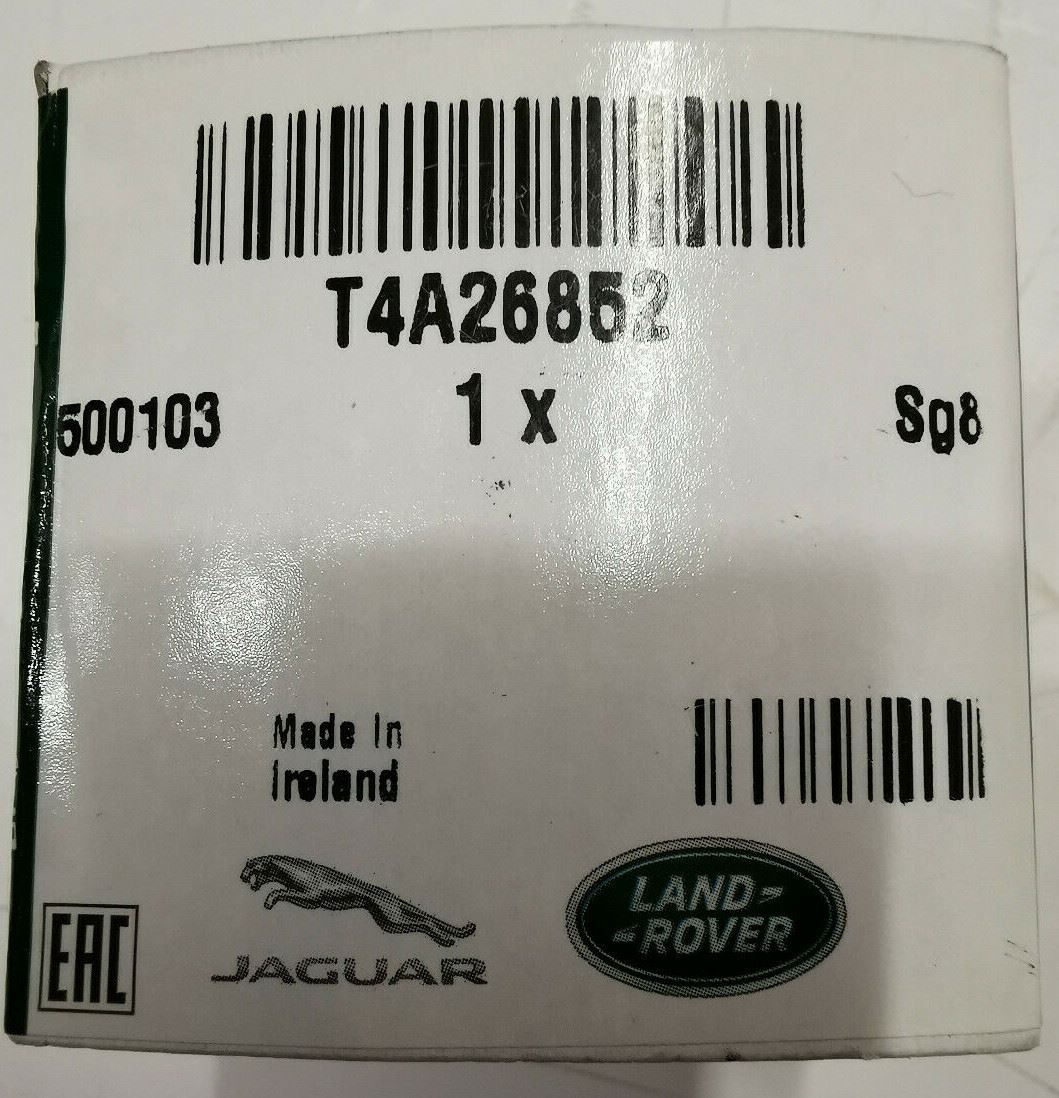 T4A26852
500103 1 x Sg8
Made In
Ireland
EAC
JAGUAR
LAND-
-ROVER